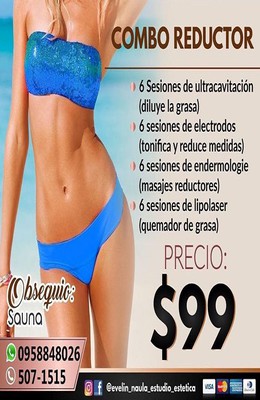 COMBO REDUCTOR
6 Sesiones de ultracavitación
(diluye la grasa)
6 sesiones de electrodos
(tonifica y reduce medidas)
6 sesiones de endermologie
(masajes reductores)
6 sesiones de lipolaser
(quemador de grasa)
PRECIO:
$99
Obsequio:
Sauna
0958848026
507-1515
@evelin_naula_estudio_estetica
VISA